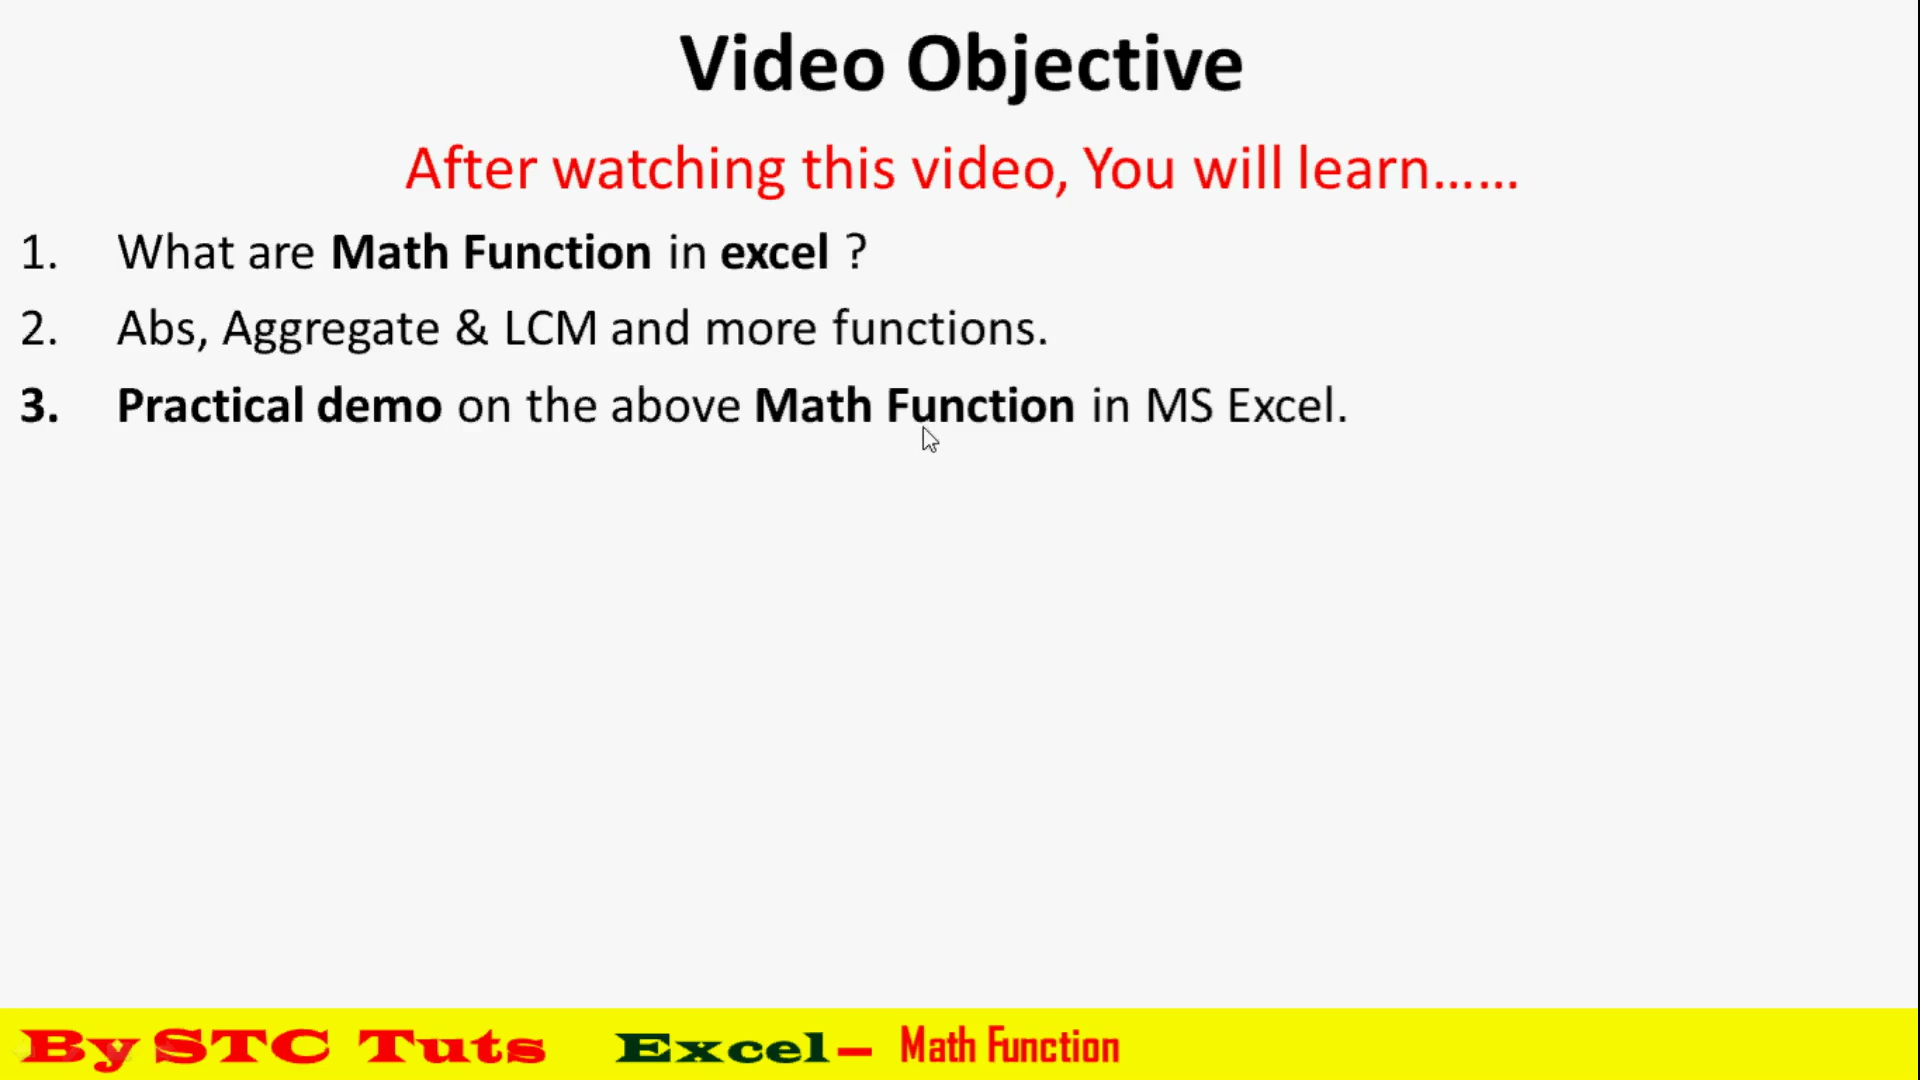 Video Objective
After watching this video, You will learn......
1. What are Math Function in excel ?
2. Abs, Aggregate & LCM and more functions.
3. Practical demo on the above Math Function in MS Excel.
By STC Tuts Excel– Math Function